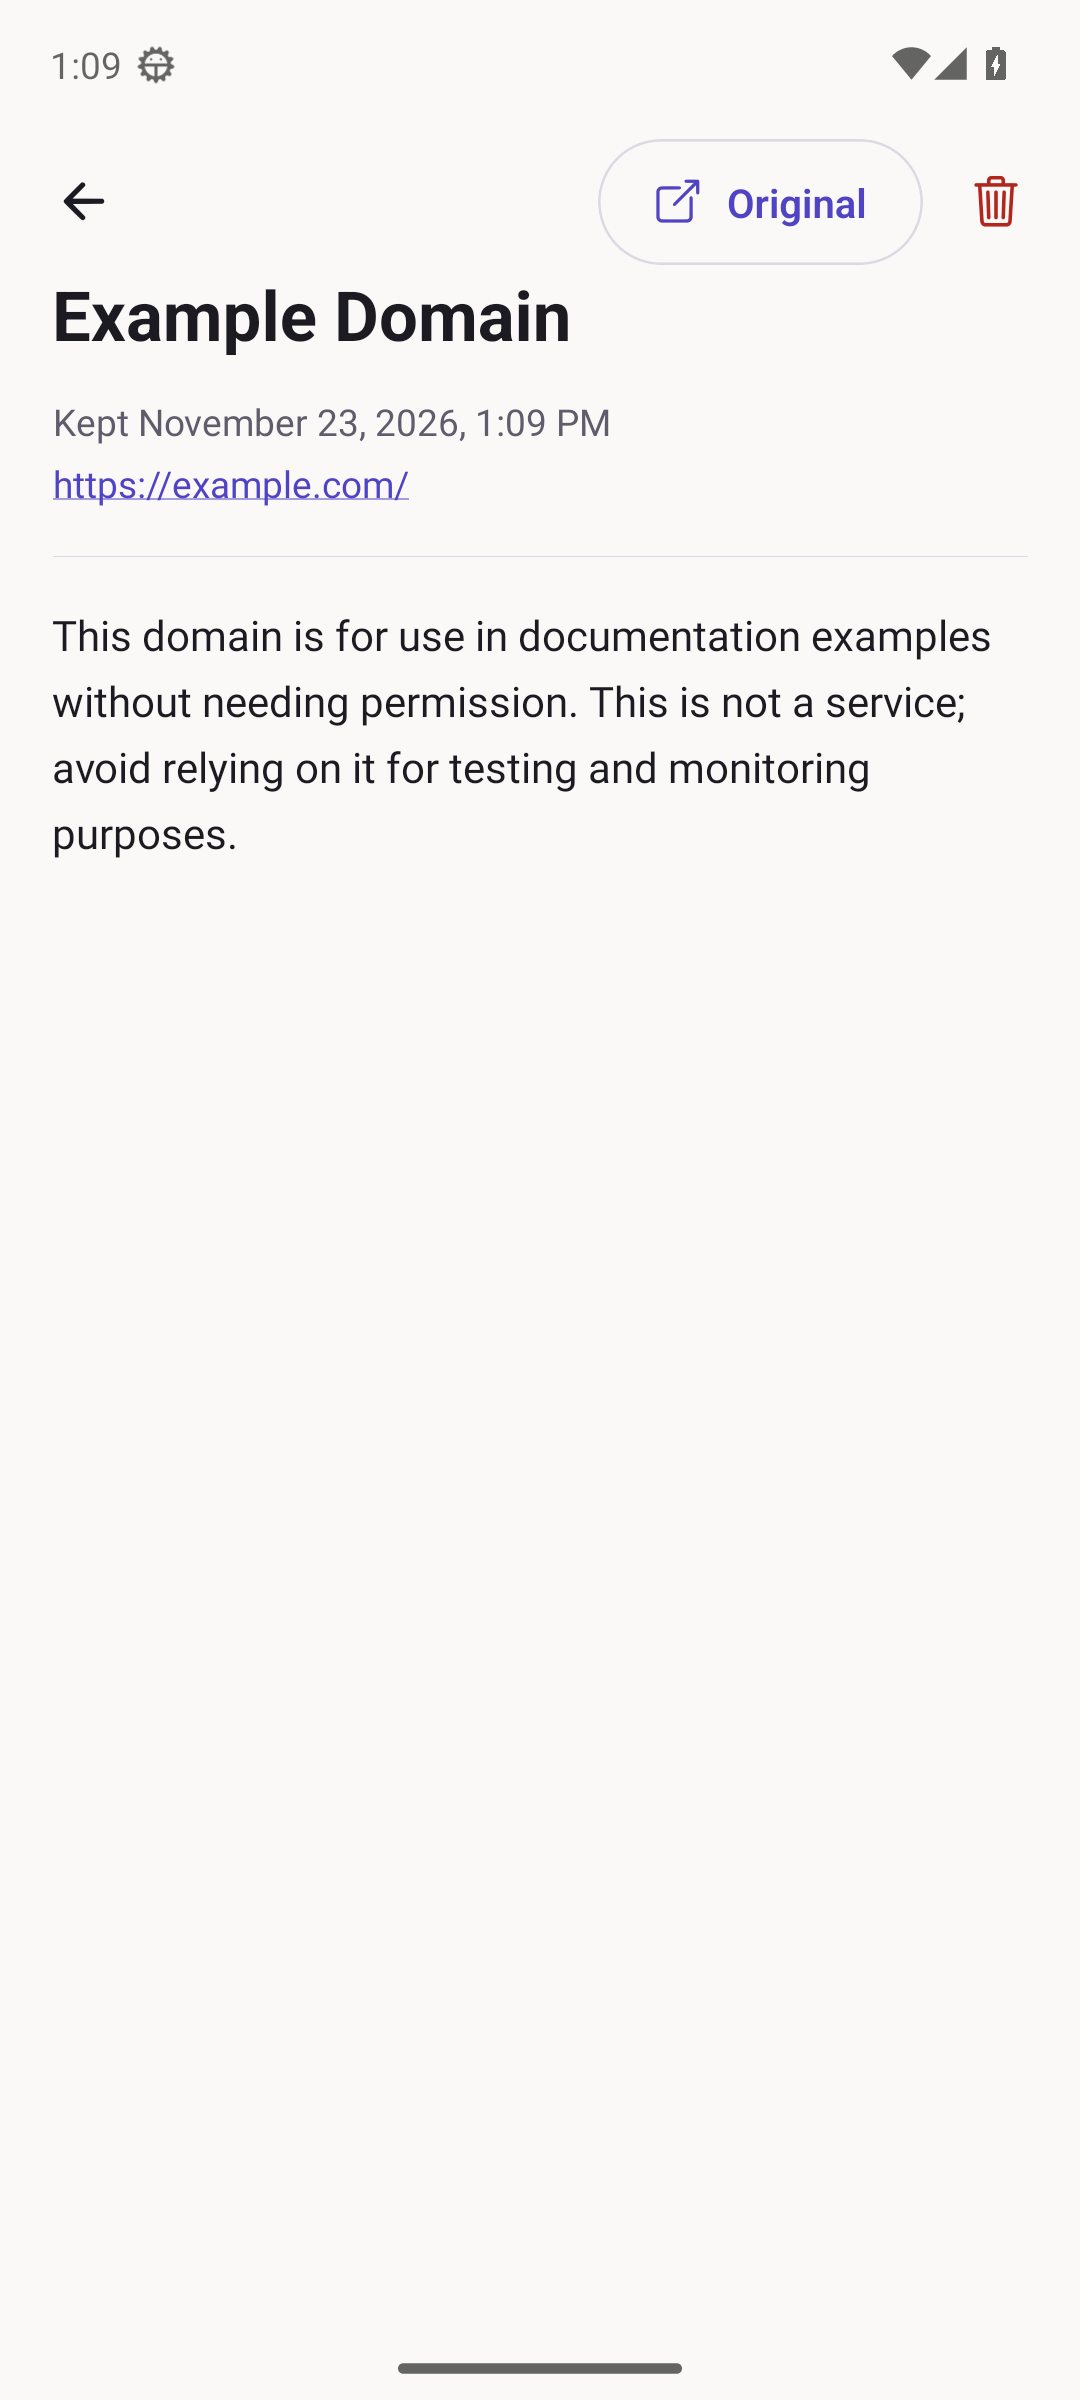 1:09
Original
Example Domain
Kept November 23, 2026, 1:09 PM
https://example.com/
This domain is for use in documentation examples
without needing permission. This is not a service;
avoid relying on it for testing and monitoring
purposes.